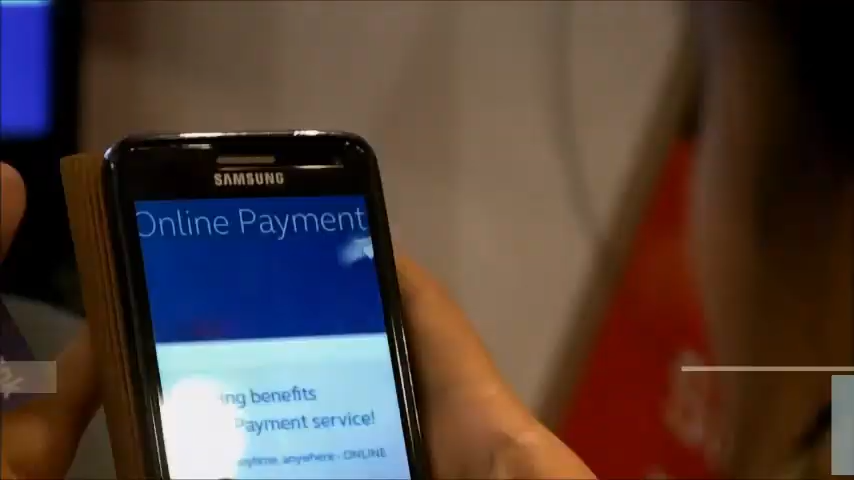 SAMSUNG
Online Payment
benefits
Payment service!
anytime, anywhere - ONLINE